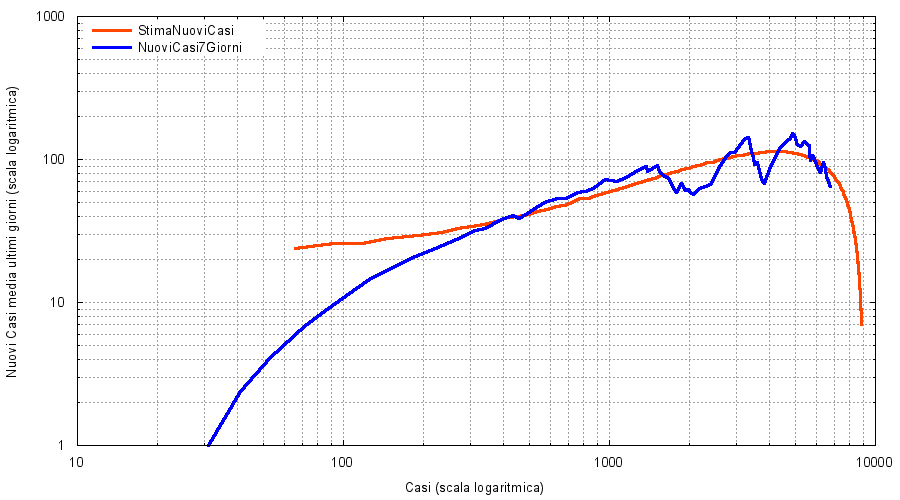 1000
StimaNuoviCasi
NuoviCasi7Giorni
100
10
1
10 100 1000 10000
Nuovi Casi media ultimi giorni (scala logaritmica)
Casi (scala logaritmica)